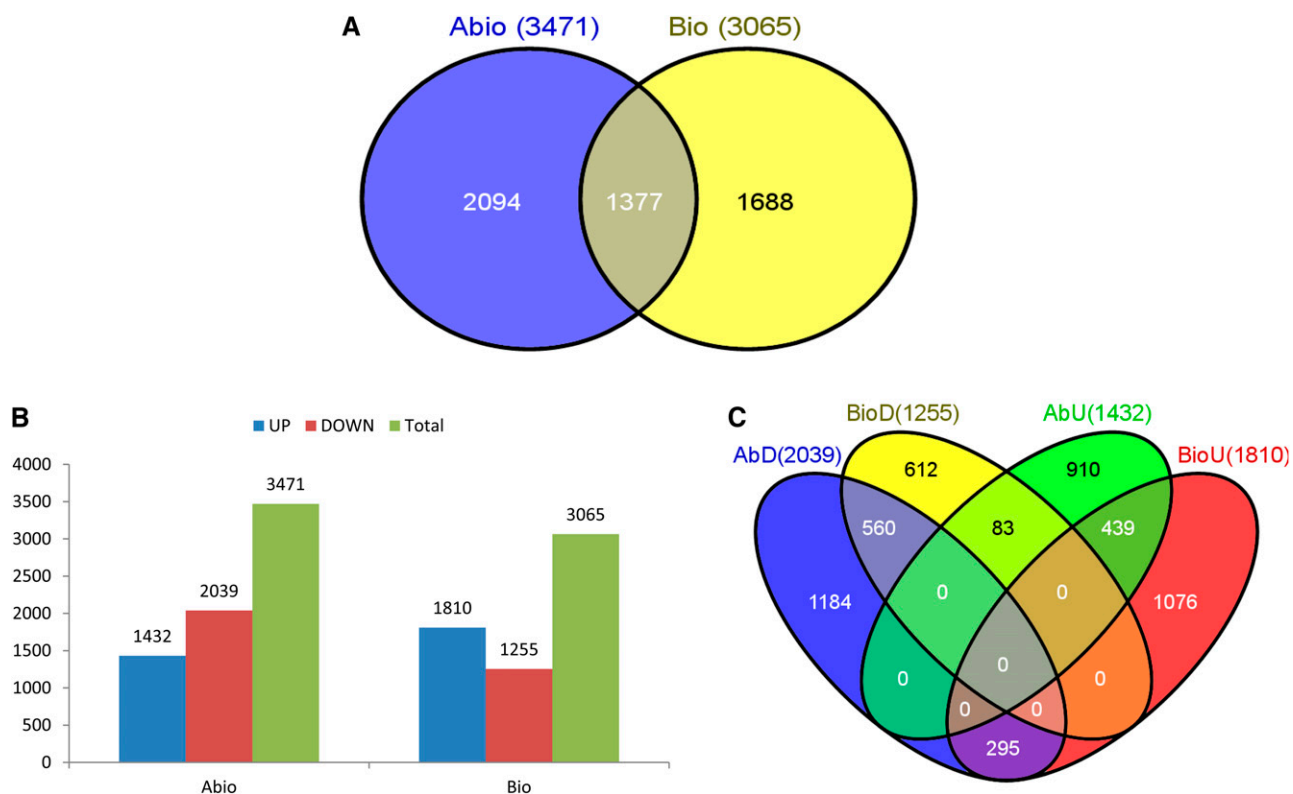 A
Abio (3471) Bio (3065)
2094 1377 1688
B
UP DOWN Total
4000
3500
3000
2500
2000
1500
1000
500
0
1432 2039 3471
1810 1255 3065
Abio Bio
C
BioD(1255) AbU(1432)
AbD(2039) BioU(1810)
612 910
560 83 439
1184 0 0 1076
0 0 0
0 0
295